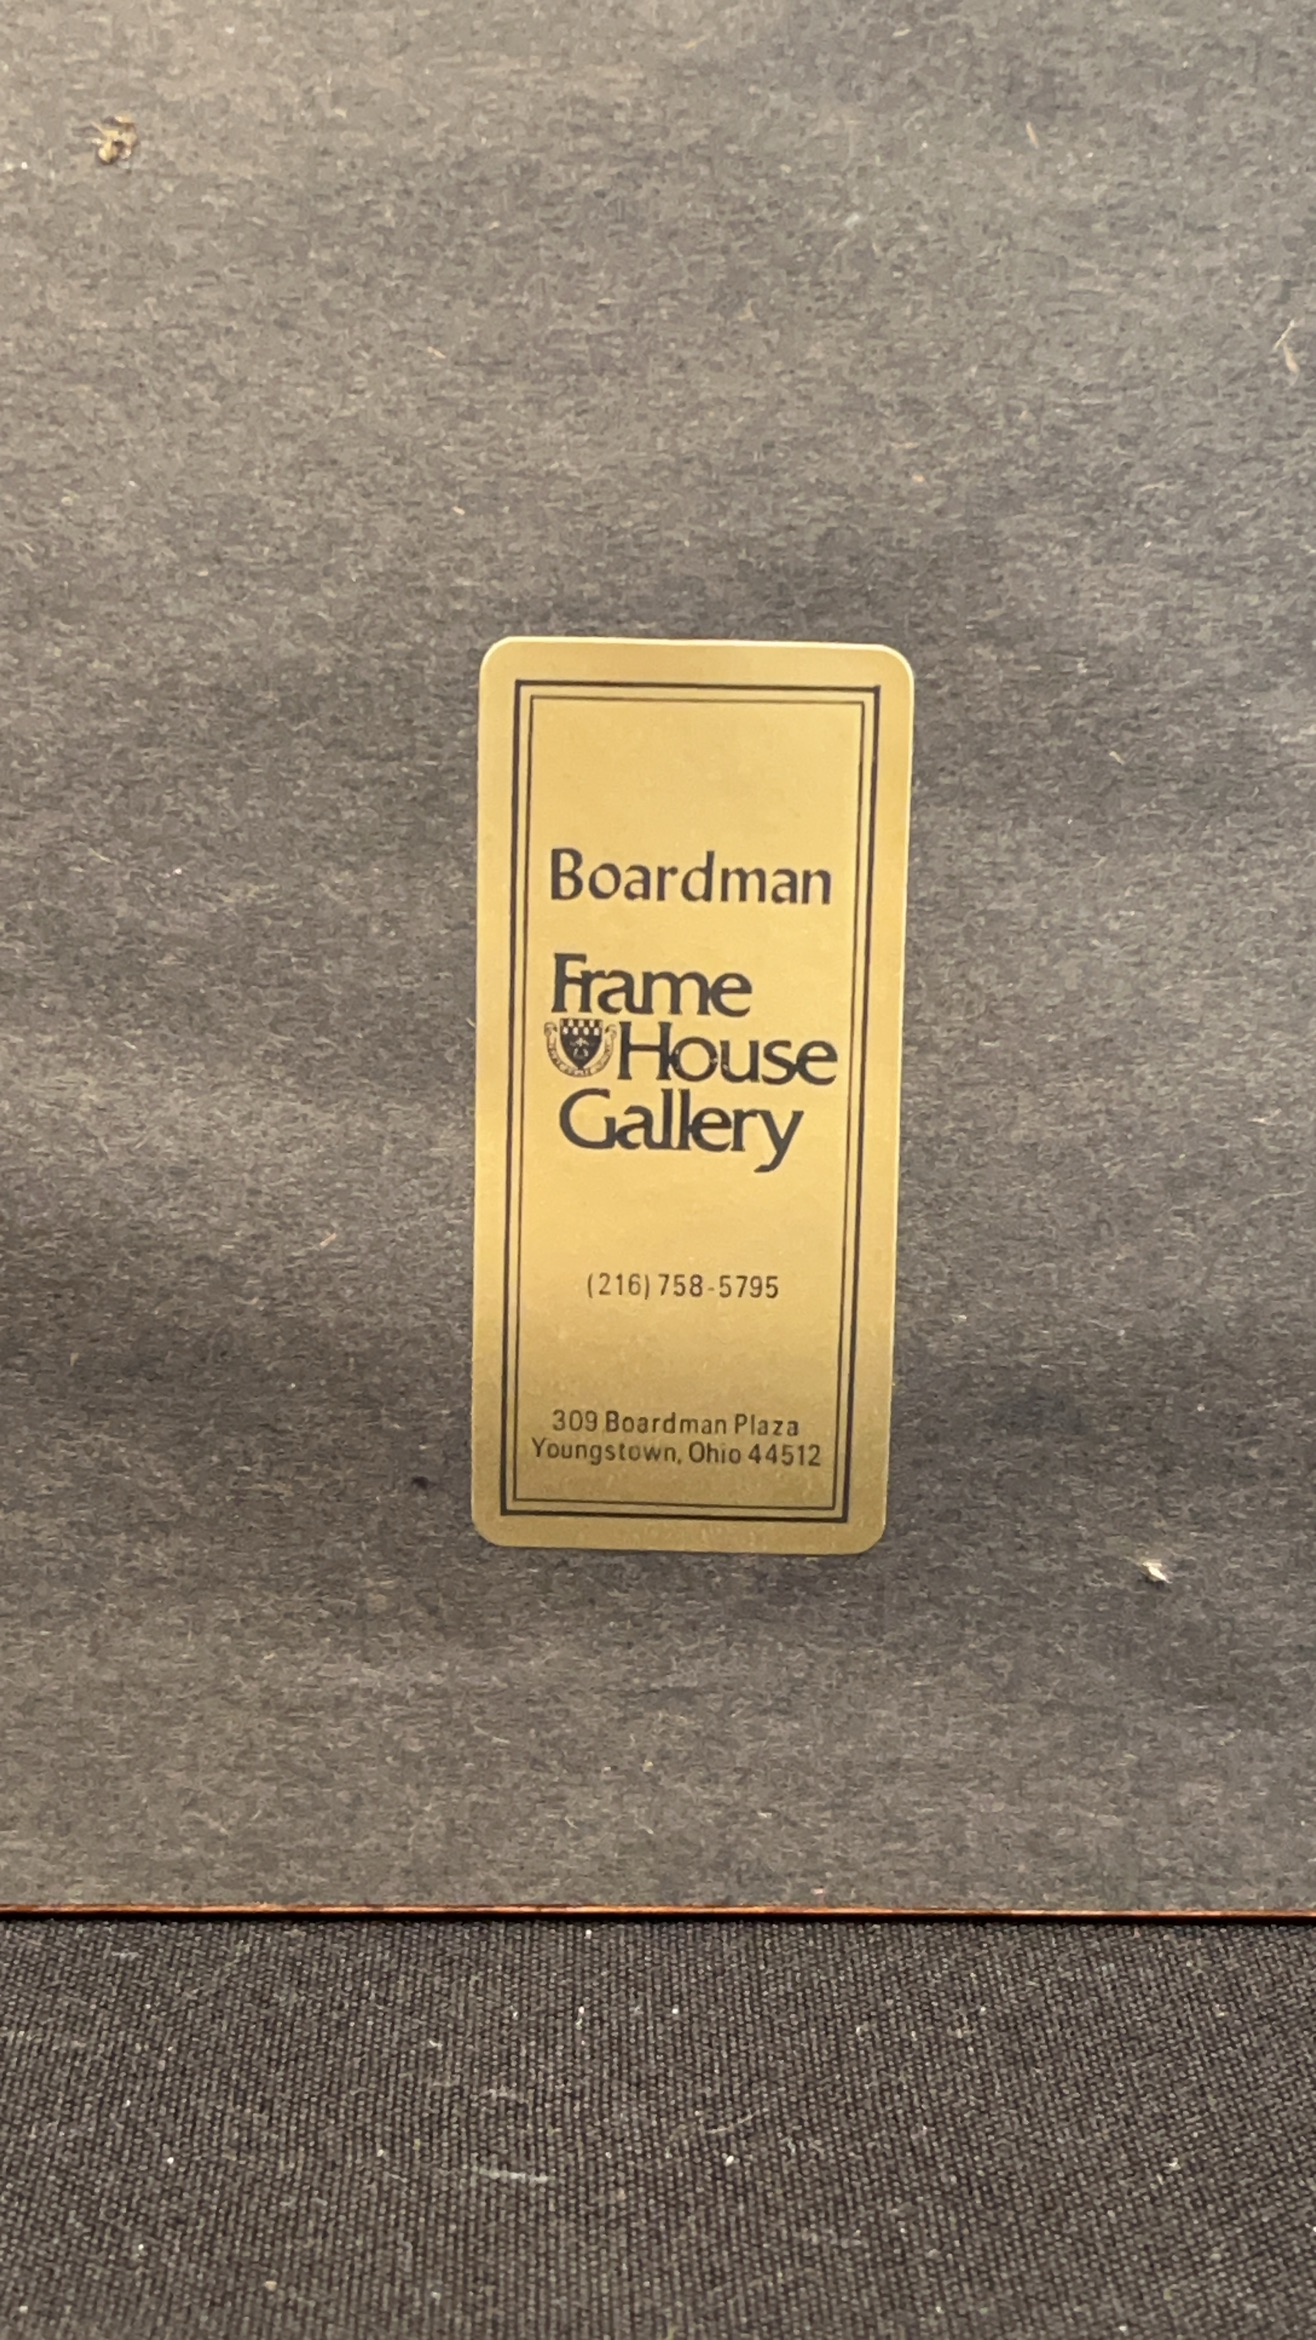 Boardman
Frame
House
Gallery
(216) 758-5795
309 Boardman Plaza
Youngstown, Ohio 44512